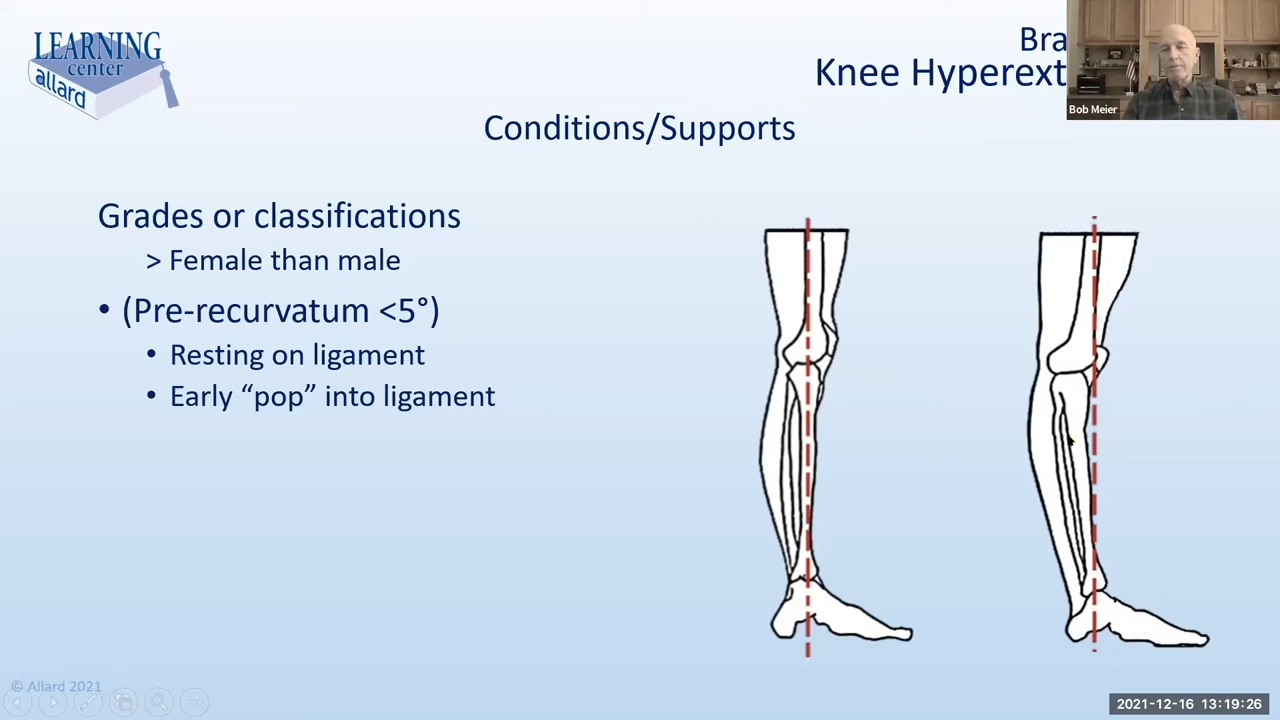 LEARNING
center
allard
Bra
Knee Hyperext
Bob Meier
Conditions/Supports
Grades or classifications
> Female than male
• (Pre-recurvatum <5°)
• Resting on ligament
• Early “pop” into ligament
© Allard 2021
2021-12-16 13:19:26